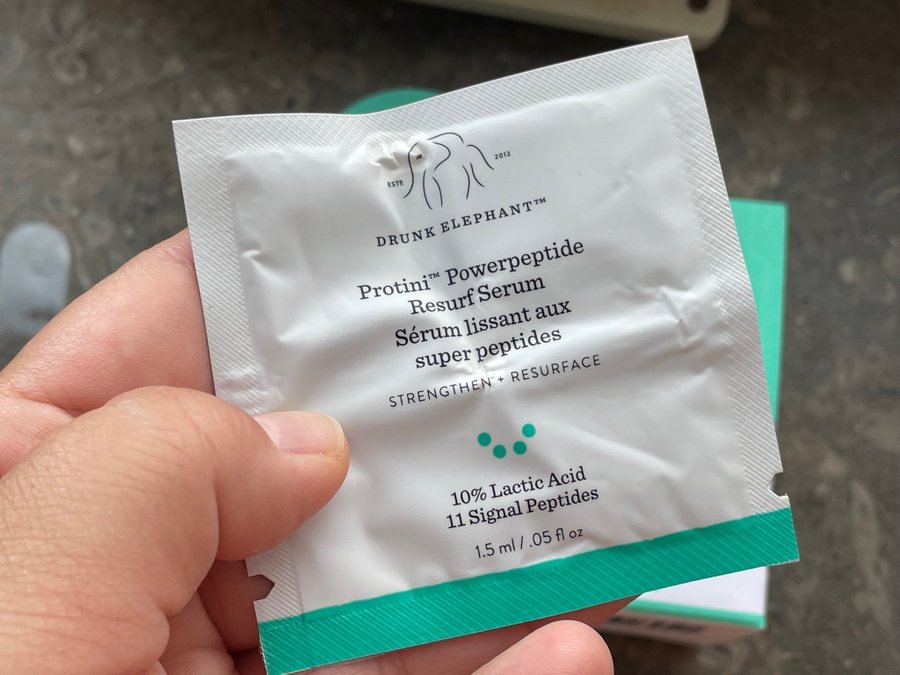 ESTD 2012
DRUNK ELEPHANT™
Protini™ Powerpeptide
Resurf Serum
Sérum lissant aux
super peptides
STRENGTHEN + RESURFACE
10% Lactic Acid
11 Signal Peptides
1.5 ml / .05 fl oz